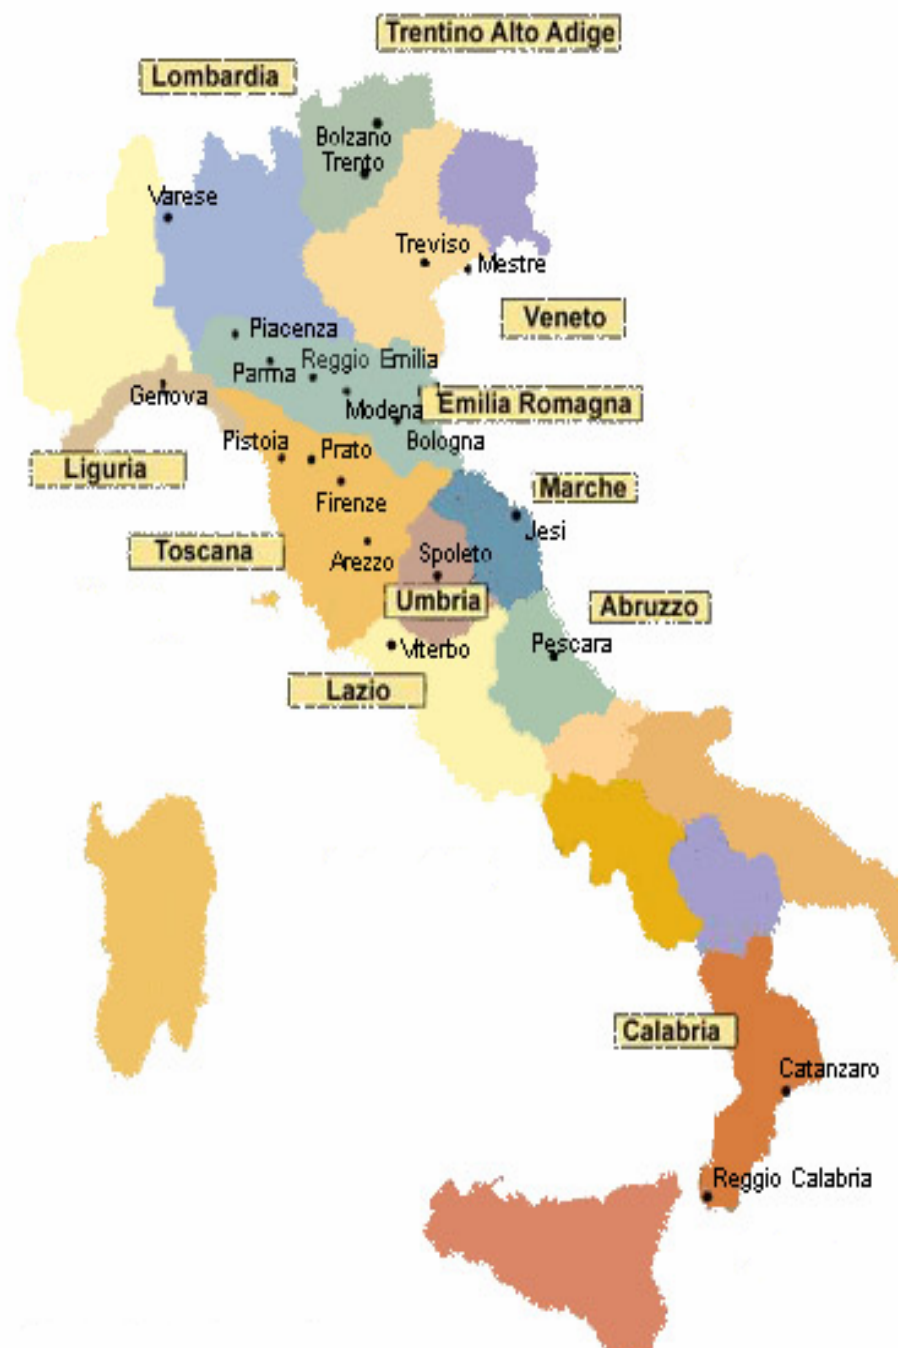 Trentino Alto Adige
Lombardia
Bolzano
Trento
Varese
Treviso
Mestre
Veneto
Piacenza
Reggio Emilia
Parma
Genova
Modena
Emilia Romagna
Pistoia
Prato
Bologna
Liguria
Firenze
Marche
Jesi
Toscana
Arezzo
Spoleto
Umbria
Abruzzo
Viterbo
Pescara
Lazio
Calabria
Catanzaro
Reggio Calabria